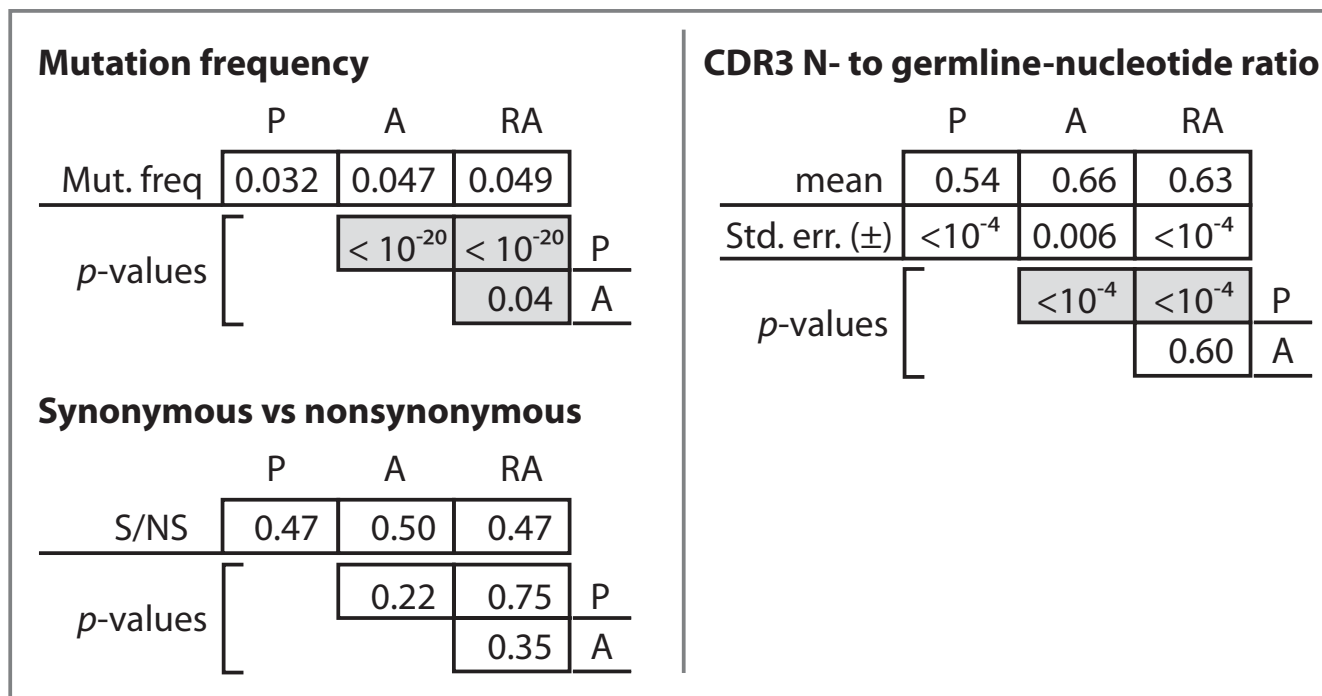 Mutation frequency
P A RA
Mut. freq 0.032 0.047 0.049
p-values < 10⁻²⁰ < 10⁻²⁰ P
0.04 A
Synonymous vs nonsynonymous
P A RA
S/NS 0.47 0.50 0.47
p-values 0.22 0.75 P
0.35 A
CDR3 N- to germline-nucleotide ratio
P A RA
mean 0.54 0.66 0.63
Std. err. (±) <10⁻⁴ 0.006 <10⁻⁴
p-values <10⁻⁴ <10⁻⁴ P
0.60 A